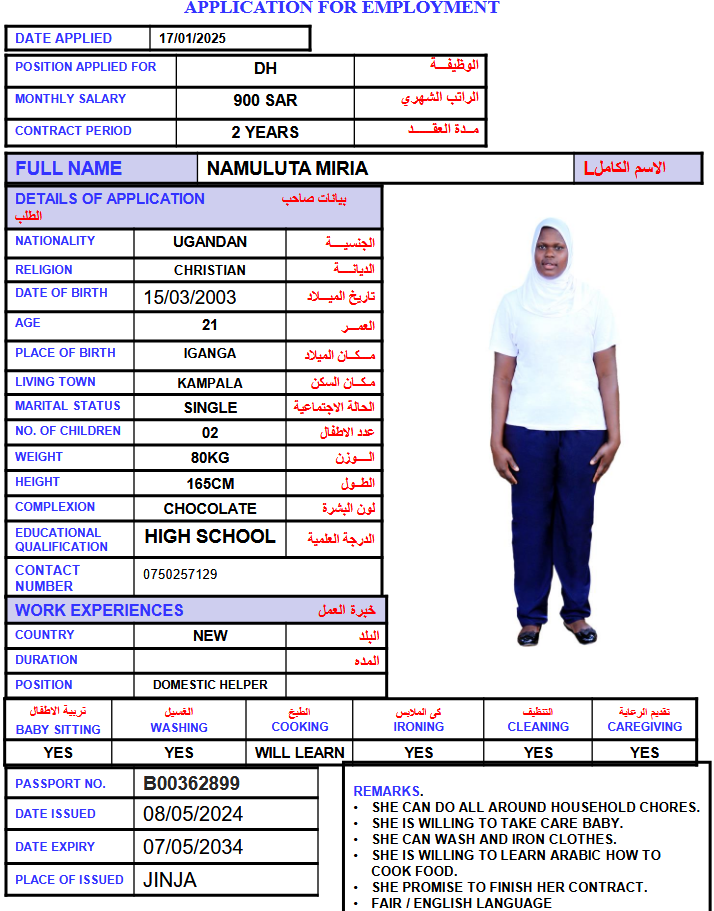 APPLICATION FOR EMPLOYMENT
DATE APPLIED 17/01/2025
POSITION APPLIED FOR DH الوظيفـــة
MONTHLY SALARY 900 SAR الراتب الشهري
CONTRACT PERIOD 2 YEARS مـدة العقـــد
FULL NAME NAMULUTA MIRIA الاسم الكاملL
DETAILS OF APPLICATION بيانات صاحب
الطلب
NATIONALITY UGANDAN الجنسيـــة
RELIGION CHRISTIAN الديانـــة
DATE OF BIRTH 15/03/2003 تاريخ الميـــلاد
AGE 21 العمـــر
PLACE OF BIRTH IGANGA مـــكـان الميلاد
LIVING TOWN KAMPALA مكـان السكن
MARITAL STATUS SINGLE الحالة الاجتماعية
NO. OF CHILDREN 02 عدد الاطفال
WEIGHT 80KG الـــوزن
HEIGHT 165CM الطـول
COMPLEXION CHOCOLATE لون البشرة
EDUCATIONAL QUALIFICATION HIGH SCHOOL الدرجة العلمية
CONTACT NUMBER 0750257129
WORK EXPERIENCES خبرة العمل
COUNTRY NEW البلد
DURATION المده
POSITION DOMESTIC HELPER
تربية الاطفال الغسيل الطبخ كى الملابس التنظيف تقديم الرعاية
BABY SITTING WASHING COOKING IRONING CLEANING CAREGIVING
YES YES WILL LEARN YES YES YES
PASSPORT NO. B00362899
DATE ISSUED 08/05/2024
DATE EXPIRY 07/05/2034
PLACE OF ISSUED JINJA
REMARKS.
• SHE CAN DO ALL AROUND HOUSEHOLD CHORES.
• SHE IS WILLING TO TAKE CARE BABY.
• SHE CAN WASH AND IRON CLOTHES.
• SHE IS WILLING TO LEARN ARABIC HOW TO
COOK FOOD.
• SHE PROMISE TO FINISH HER CONTRACT.
• FAIR / ENGLISH LANGUAGE